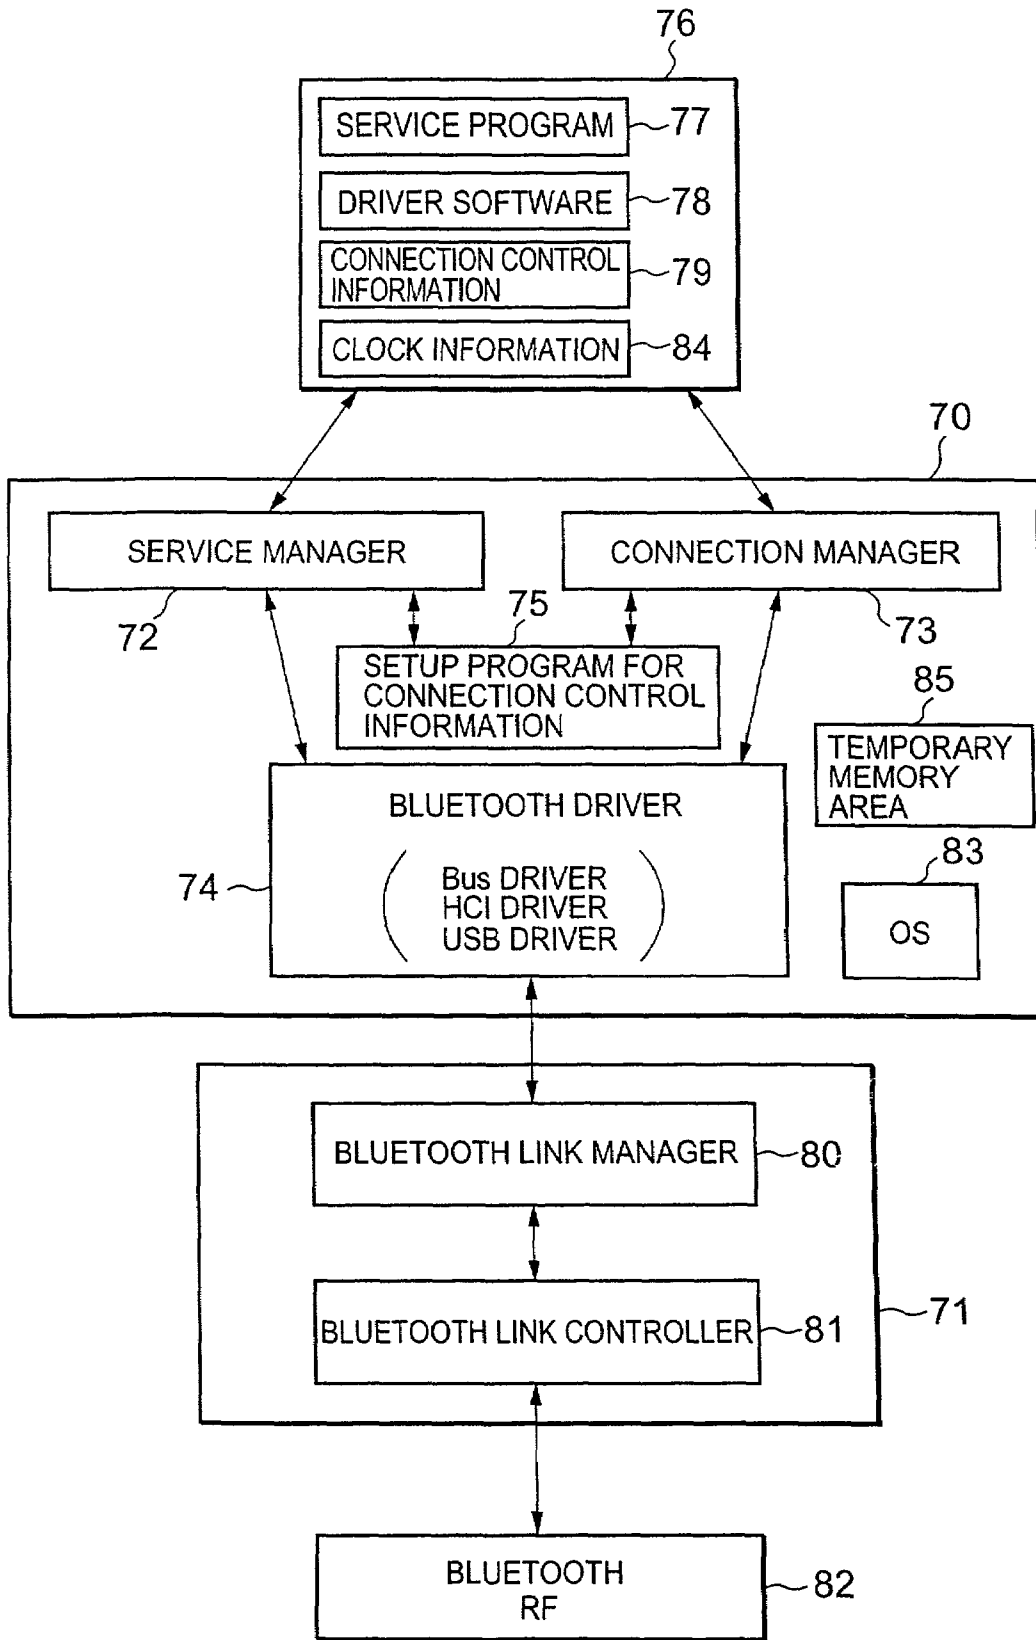 76
SERVICE PROGRAM
77
DRIVER SOFTWARE
78
CONNECTION CONTROL
INFORMATION
79
CLOCK INFORMATION
84
70
SERVICE MANAGER
CONNECTION MANAGER
72
75
73
SETUP PROGRAM FOR
CONNECTION CONTROL
INFORMATION
85
TEMPORARY
MEMORY
AREA
BLUETOOTH DRIVER
74
Bus DRIVER
HCI DRIVER
USB DRIVER
83
OS
BLUETOOTH LINK MANAGER
80
BLUETOOTH LINK CONTROLLER
81
71
BLUETOOTH
RF
82